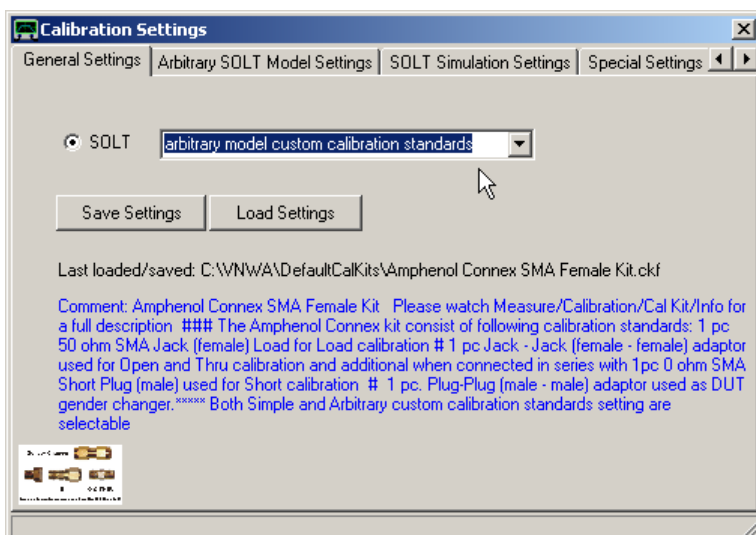 Calibration Settings
General Settings
Arbitrary SOLT Model Settings
SOLT Simulation Settings
Special Settings
SOLT
arbitrary model custom calibration standards
Save Settings
Load Settings
Last loaded/saved: C:\VNWA\DefaultCalKits\Amphenol Connex SMA Female Kit.ckf
Comment: Amphenol Connex SMA Female Kit   Please watch Measure/Calibration/Cal Kit/Info for
a full description  ### The Amphenol Connex kit consist of following calibration standards: 1 pc
50 ohm SMA Jack (female) Load for Load calibration # 1 pc Jack - Jack (female - female) adaptor
used for Open and Thru calibration and additional when connected in series with 1pc 0 ohm SMA
Short Plug (male) used for Short calibration  #  1 pc. Plug-Plug (male - male) adaptor used as DUT
gender changer.***** Both Simple and Arbitrary custom calibration standards setting are
selectable